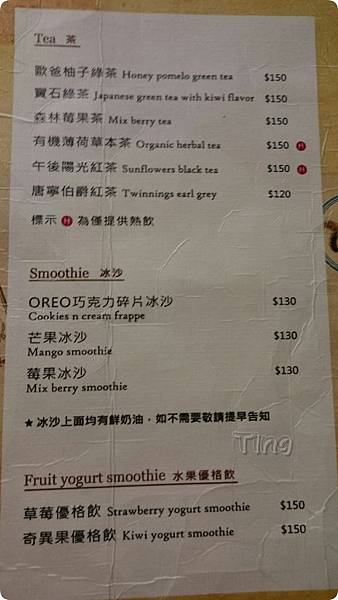 Tea 茶
歐爸柚子綠茶 Honey pomelo green tea $150
寶石綠茶 Japanese green tea with kiwi flavor $150
森林莓果茶 Mix berry tea $150
有機薄荷草本茶 Organic herbal tea $150 H
午後陽光紅茶 Sunflowers black tea $150 H
唐寧伯爵紅茶 Twinnings earl grey $120
標示 H 為僅提供熱飲
Smoothie 冰沙
OREO巧克力碎片冰沙 $130
Cookies n cream frappe
芒果冰沙 $130
Mango smoothie
莓果冰沙 $130
Mix berry smoothie
★ 冰沙上面均有鮮奶油，如不需要敬請提早告知
Ting
Fruit yogurt smoothie 水果優格飲
草莓優格飲 Strawberry yogurt smoothie $150
奇異果優格飲 Kiwi yogurt smoothie $150